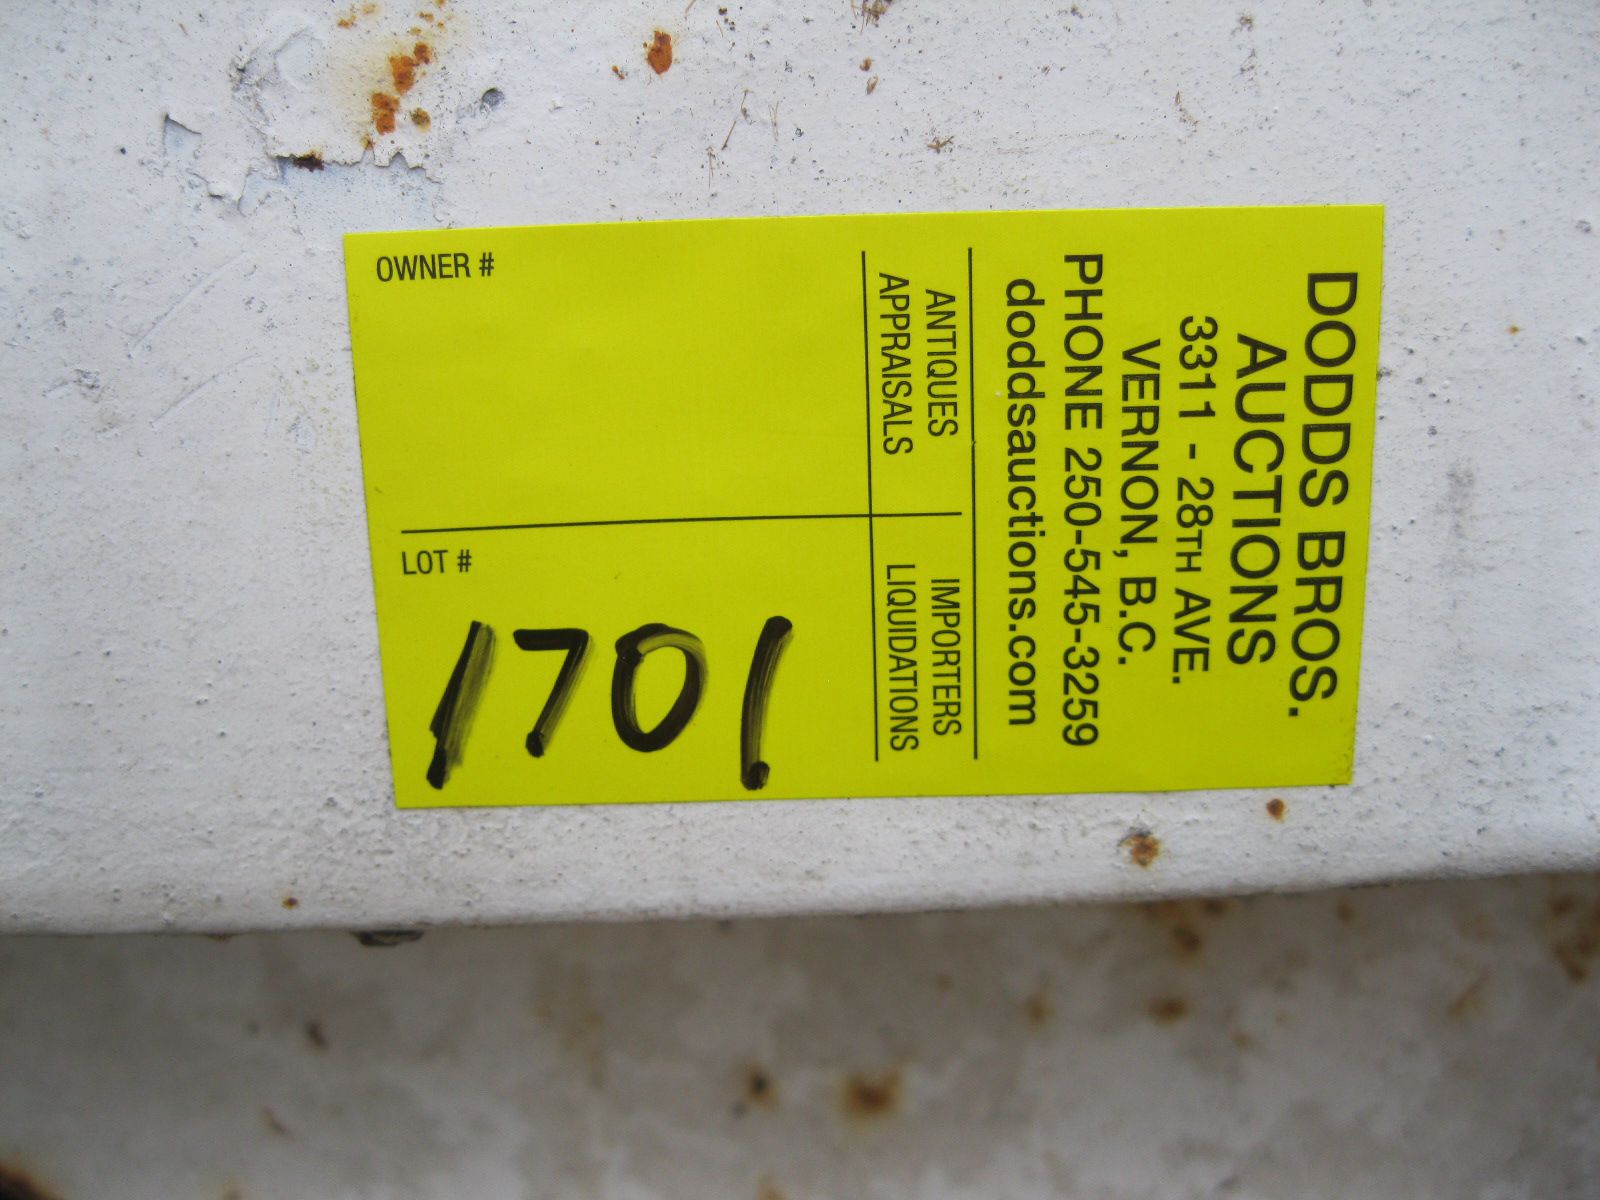 DODDS BROS.
AUCTIONS
3311 - 28TH AVE.
VERNON, B.C.
PHONE 250-545-3259
doddsauctions.com
ANTIQUES
APPRAISALS
IMPORTERS
LIQUIDATIONS
OWNER #
LOT #
1701